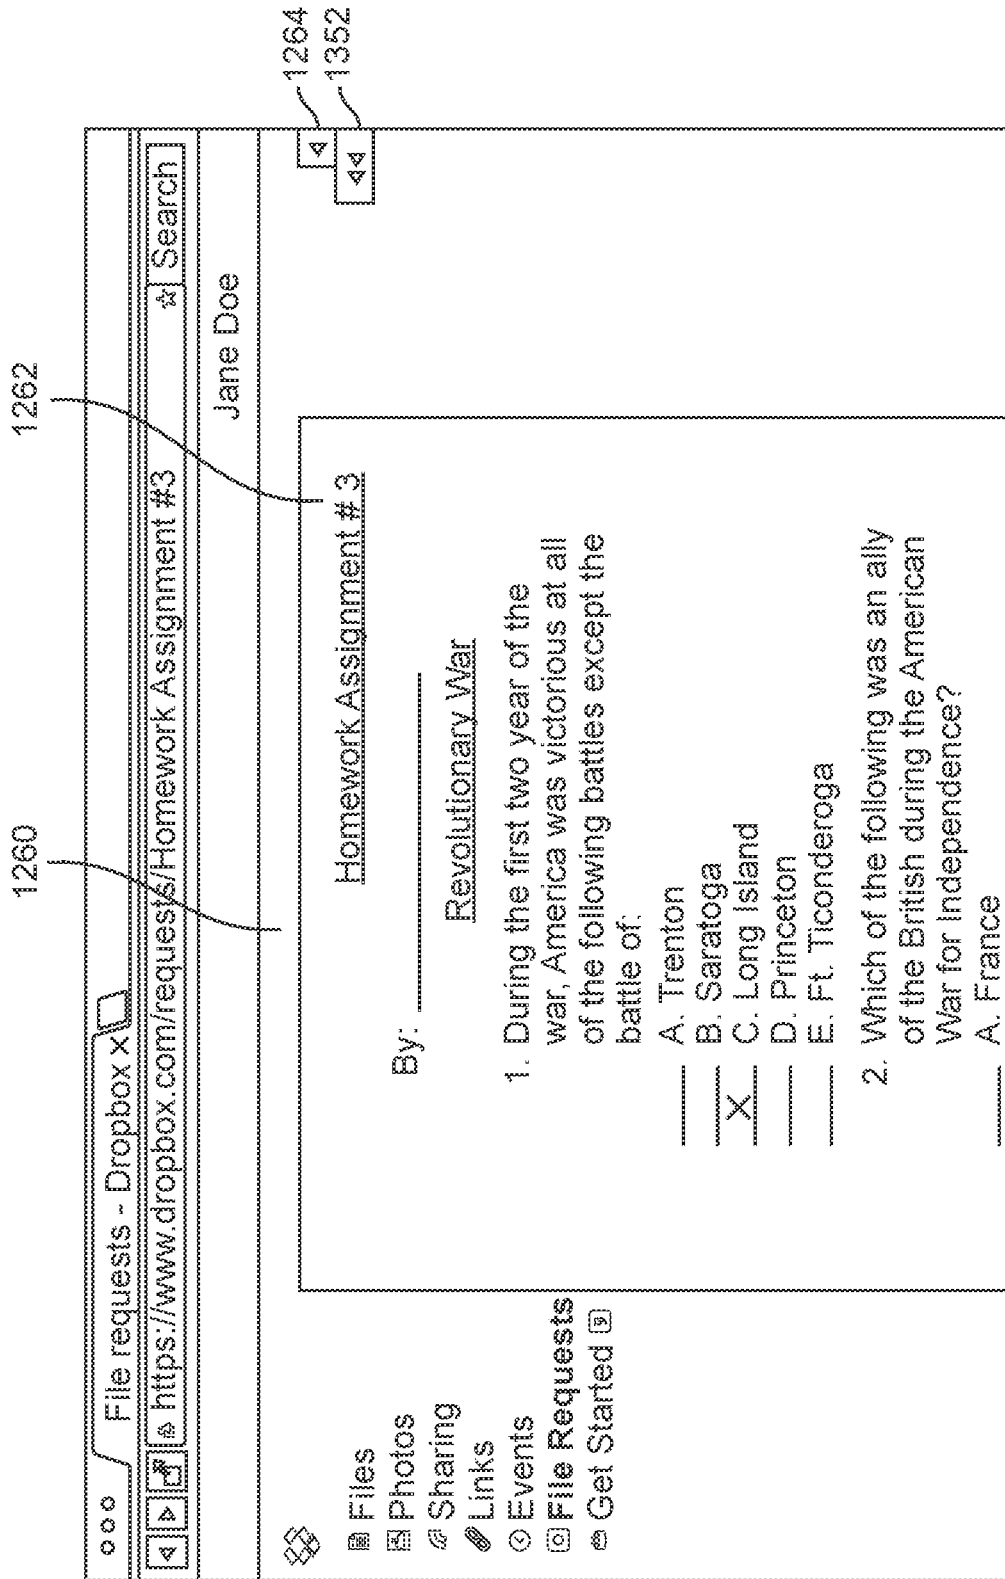 1260
1262
File requests - Dropbox x
https://www.dropbox.com/requests/Homework Assignment #3
Search
Jane Doe
1264
1352
Files
Photos
Sharing
Links
Events
File Requests
Get Started
Homework Assignment # 3
By:
Revolutionary War
1. During the first two year of the
war, America was victorious at all
of the following battles except the
battle of:
A. Trenton
B. Saratoga
X C. Long Island
D. Princeton
E. Ft. Ticonderoga
2. Which of the following was an ally
of the British during the American
War for Independence?
A. France